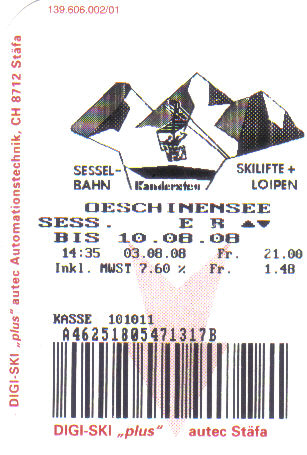 139.606.002/01
DIGI-SKI „plus" autec Automationstechnik, CH 8712 Stäfa
SESSEL-
BAHN
Kandersteg
SKILIFTE +
LOIPEN
OESCHINENSEE
SESS. E R ▲▼
BIS 10.08.08
14:35 03.08.08 Fr. 21.00
Inkl. MWST 7.60 % Fr. 1.48
KASSE 101011
A46251805471317B
DIGI-SKI „plus" autec Stäfa